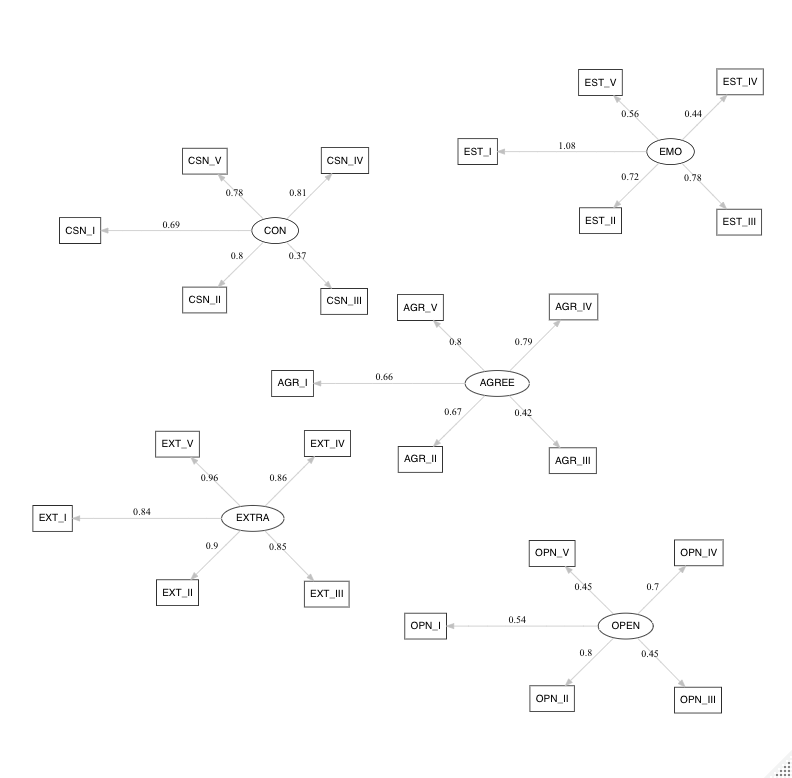 EST_V
EST_IV
0.56
0.44
EST_I
1.08
EMO
0.72
0.78
EST_II
EST_III
CSN_V
CSN_IV
0.78
0.81
CSN_I
0.69
CON
0.8
0.37
CSN_II
CSN_III
AGR_V
AGR_IV
0.8
0.79
AGR_I
0.66
AGREE
0.67
0.42
AGR_II
AGR_III
EXT_V
EXT_IV
0.96
0.86
EXT_I
0.84
EXTRA
0.9
0.85
EXT_II
EXT_III
OPN_V
OPN_IV
0.45
0.7
OPN_I
0.54
OPEN
0.8
0.45
OPN_II
OPN_III